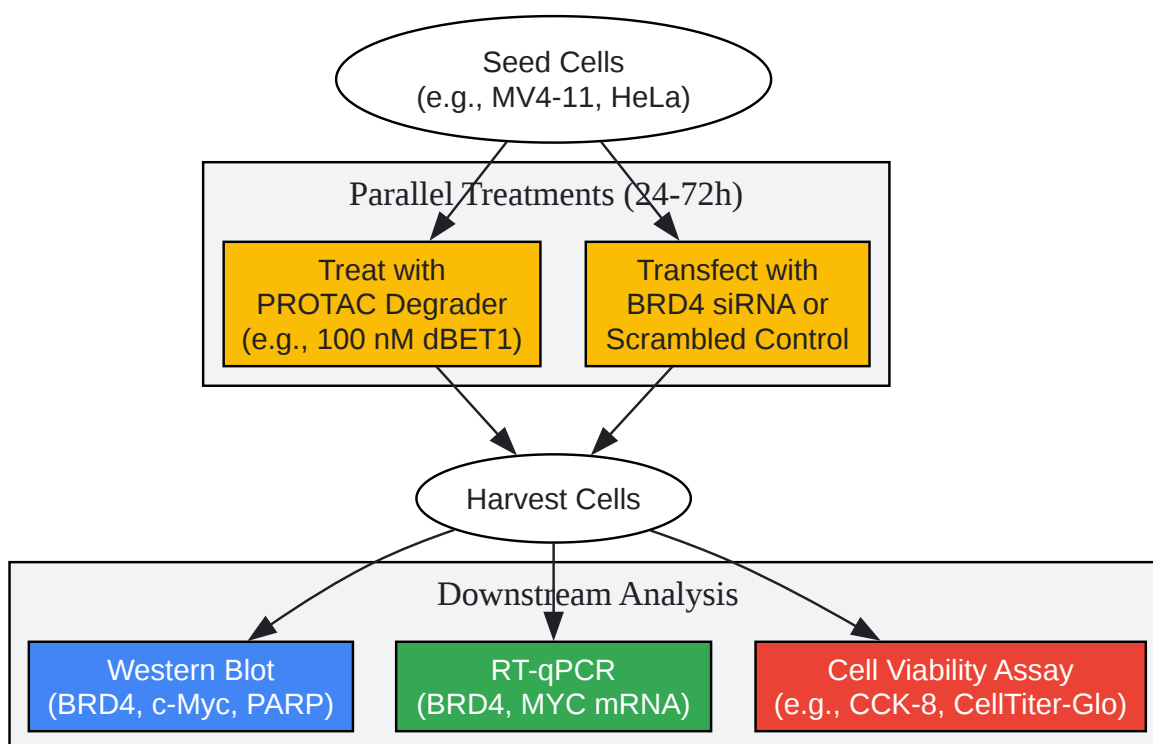 Seed Cells
(e.g., MV4-11, HeLa)
Parallel Treatments (24-72h)
Treat with
PROTAC Degrader
(e.g., 100 nM dBET1)
Transfect with
BRD4 siRNA or
Scrambled Control
Harvest Cells
Downstream Analysis
Western Blot
(BRD4, c-Myc, PARP)
RT-qPCR
(BRD4, MYC mRNA)
Cell Viability Assay
(e.g., CCK-8, CellTiter-Glo)